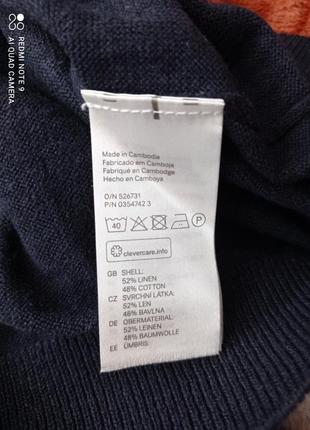 REDMI NOTE 9
AI QUAD CAMERA
Made in Cambodia
Fabricado em Camboja
Fabriqué en Cambodge
Hecho en Camboya
O/N 526731
P/N 0354742 3
40 P
clevercare.info
GB SHELL:
52% LINEN
48% COTTON
CZ SVRCHNÍ LÁTKA:
52% LEN
48% BAVLNA
DE OBERMATERIAL:
52% LEINEN
48% BAUMWOLLE
EE ÜMBRIS: